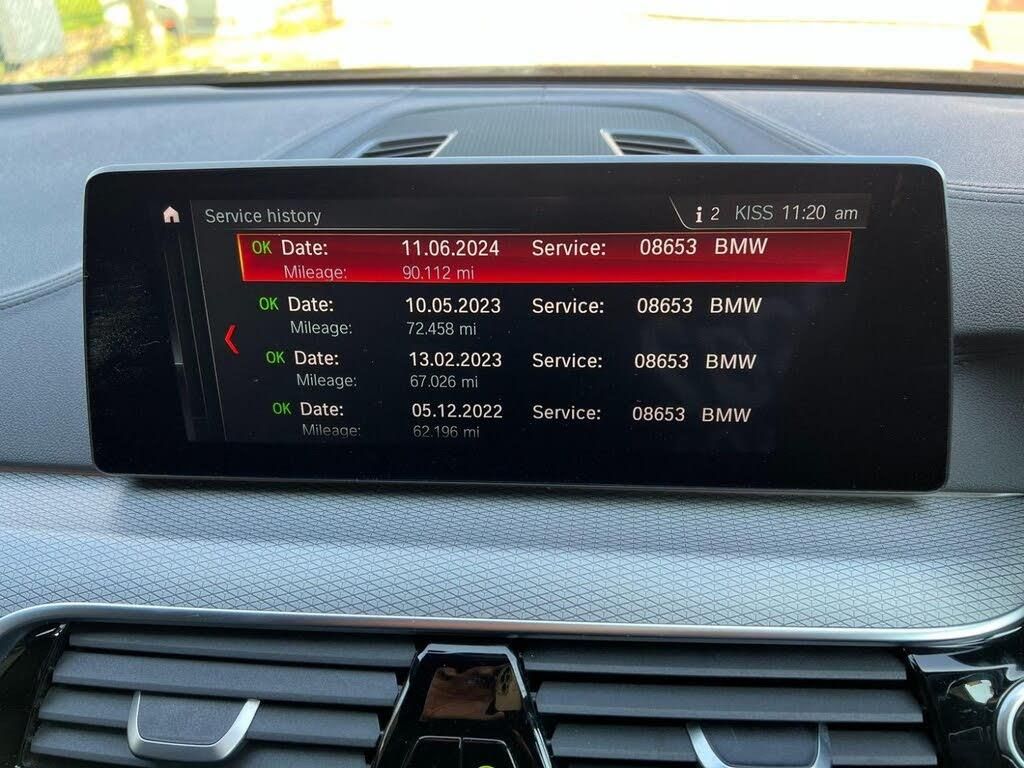 Service history
i 2 KISS 11:20 am
OK Date: 11.06.2024 Service: 08653 BMW
Mileage: 90.112 mi
OK Date: 10.05.2023 Service: 08653 BMW
Mileage: 72.458 mi
OK Date: 13.02.2023 Service: 08653 BMW
Mileage: 67.026 mi
OK Date: 05.12.2022 Service: 08653 BMW
Mileage: 62.196 mi